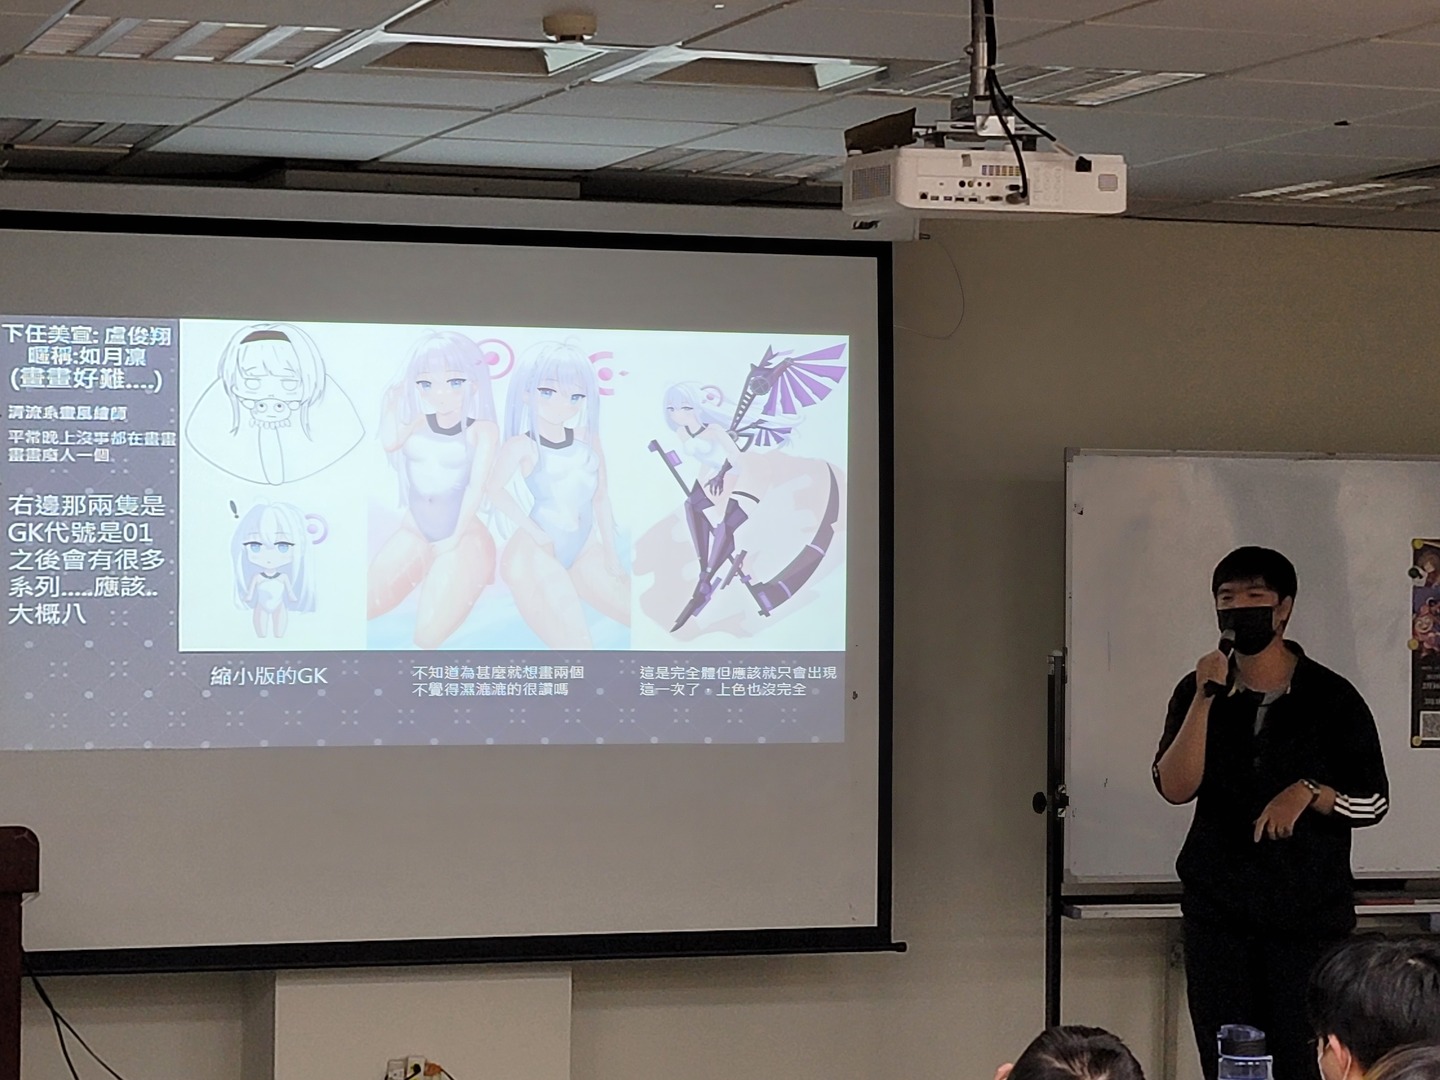 下任美宣: 盧俊翔
暱稱:如月凛
(畫畫好難....)
清流系畫風繪師
平常晚上沒事都在畫畫
畫畫廢人一個
右邊那兩隻是
GK代號是01
之後會有很多
系列.....應該..
大概八
!
縮小版的GK
不知道為甚麼就想畫兩個
不覺得濕漉漉的很讚嗎
這是完全體但應該就只會出現
這一次了，上色也沒完全